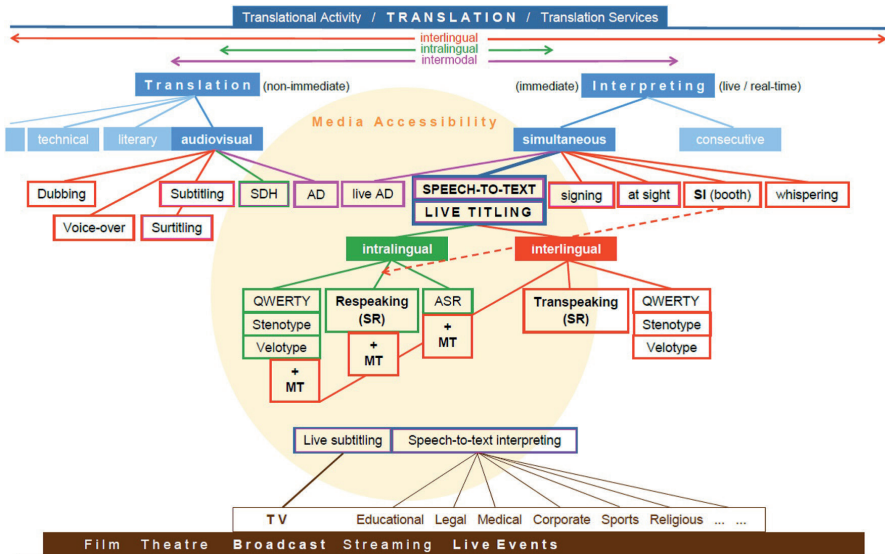 Translational Activity / TRANSLATION / Translation Services
interlingual
intralingual
intermodal
Translation (non-immediate)
(immediate) Interpreting (live / real-time)
Media Accessibility
technical literary audiovisual simultaneous consecutive
Dubbing Subtitling SDH AD live AD SPEECH-TO-TEXT signing at sight SI (booth) whispering
Voice-over Surtitling LIVE TITLING
intralingual interlingual
QWERTY Respeaking ASR Transpeaking QWERTY
Stenotype (SR) (SR) Stenotype
Velotype Velotype
+ + +
MT MT MT
Live subtitling Speech-to-text interpreting
TV Educational Legal Medical Corporate Sports Religious ... ...
Film Theatre Broadcast Streaming Live Events